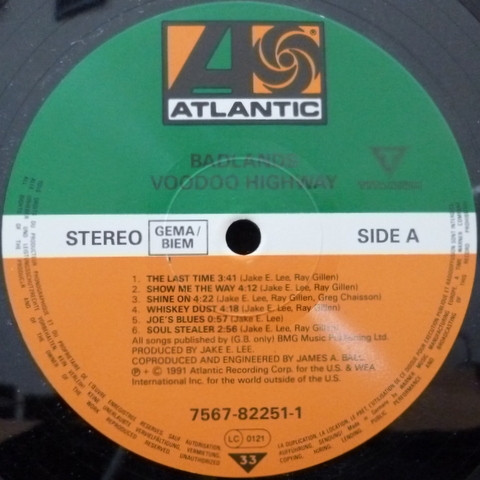 ATLANTIC
BADLANDS
VOODOO HIGHWAY
STEREO GEMA/ BIEM SIDE A
1. THE LAST TIME 3:41 (Jake E. Lee, Ray Gillen)
2. SHOW ME THE WAY 4:12 (Jake E. Lee, Ray Gillen)
3. SHINE ON 4:22 (Jake E. Lee, Ray Gillen, Greg Chaisson)
4. WHISKEY DUST 4:18 (Jake E. Lee, Ray Gillen)
5. JOE'S BLUES 0:57 (Jake E. Lee)
6. SOUL STEALER 2:56 (Jake E. Lee, Ray Gillen)
All songs published by (G.B. only) BMG Music Publishing Ltd.
PRODUCED BY JAKE E. LEE
COPRODUCED AND ENGINEERED BY JAMES A. BALL
℗ + © 1991 Atlantic Recording Corp. for the U.S. & WEA
International Inc. for the world outside of the U.S.
7567-82251-1
LC 0121
33